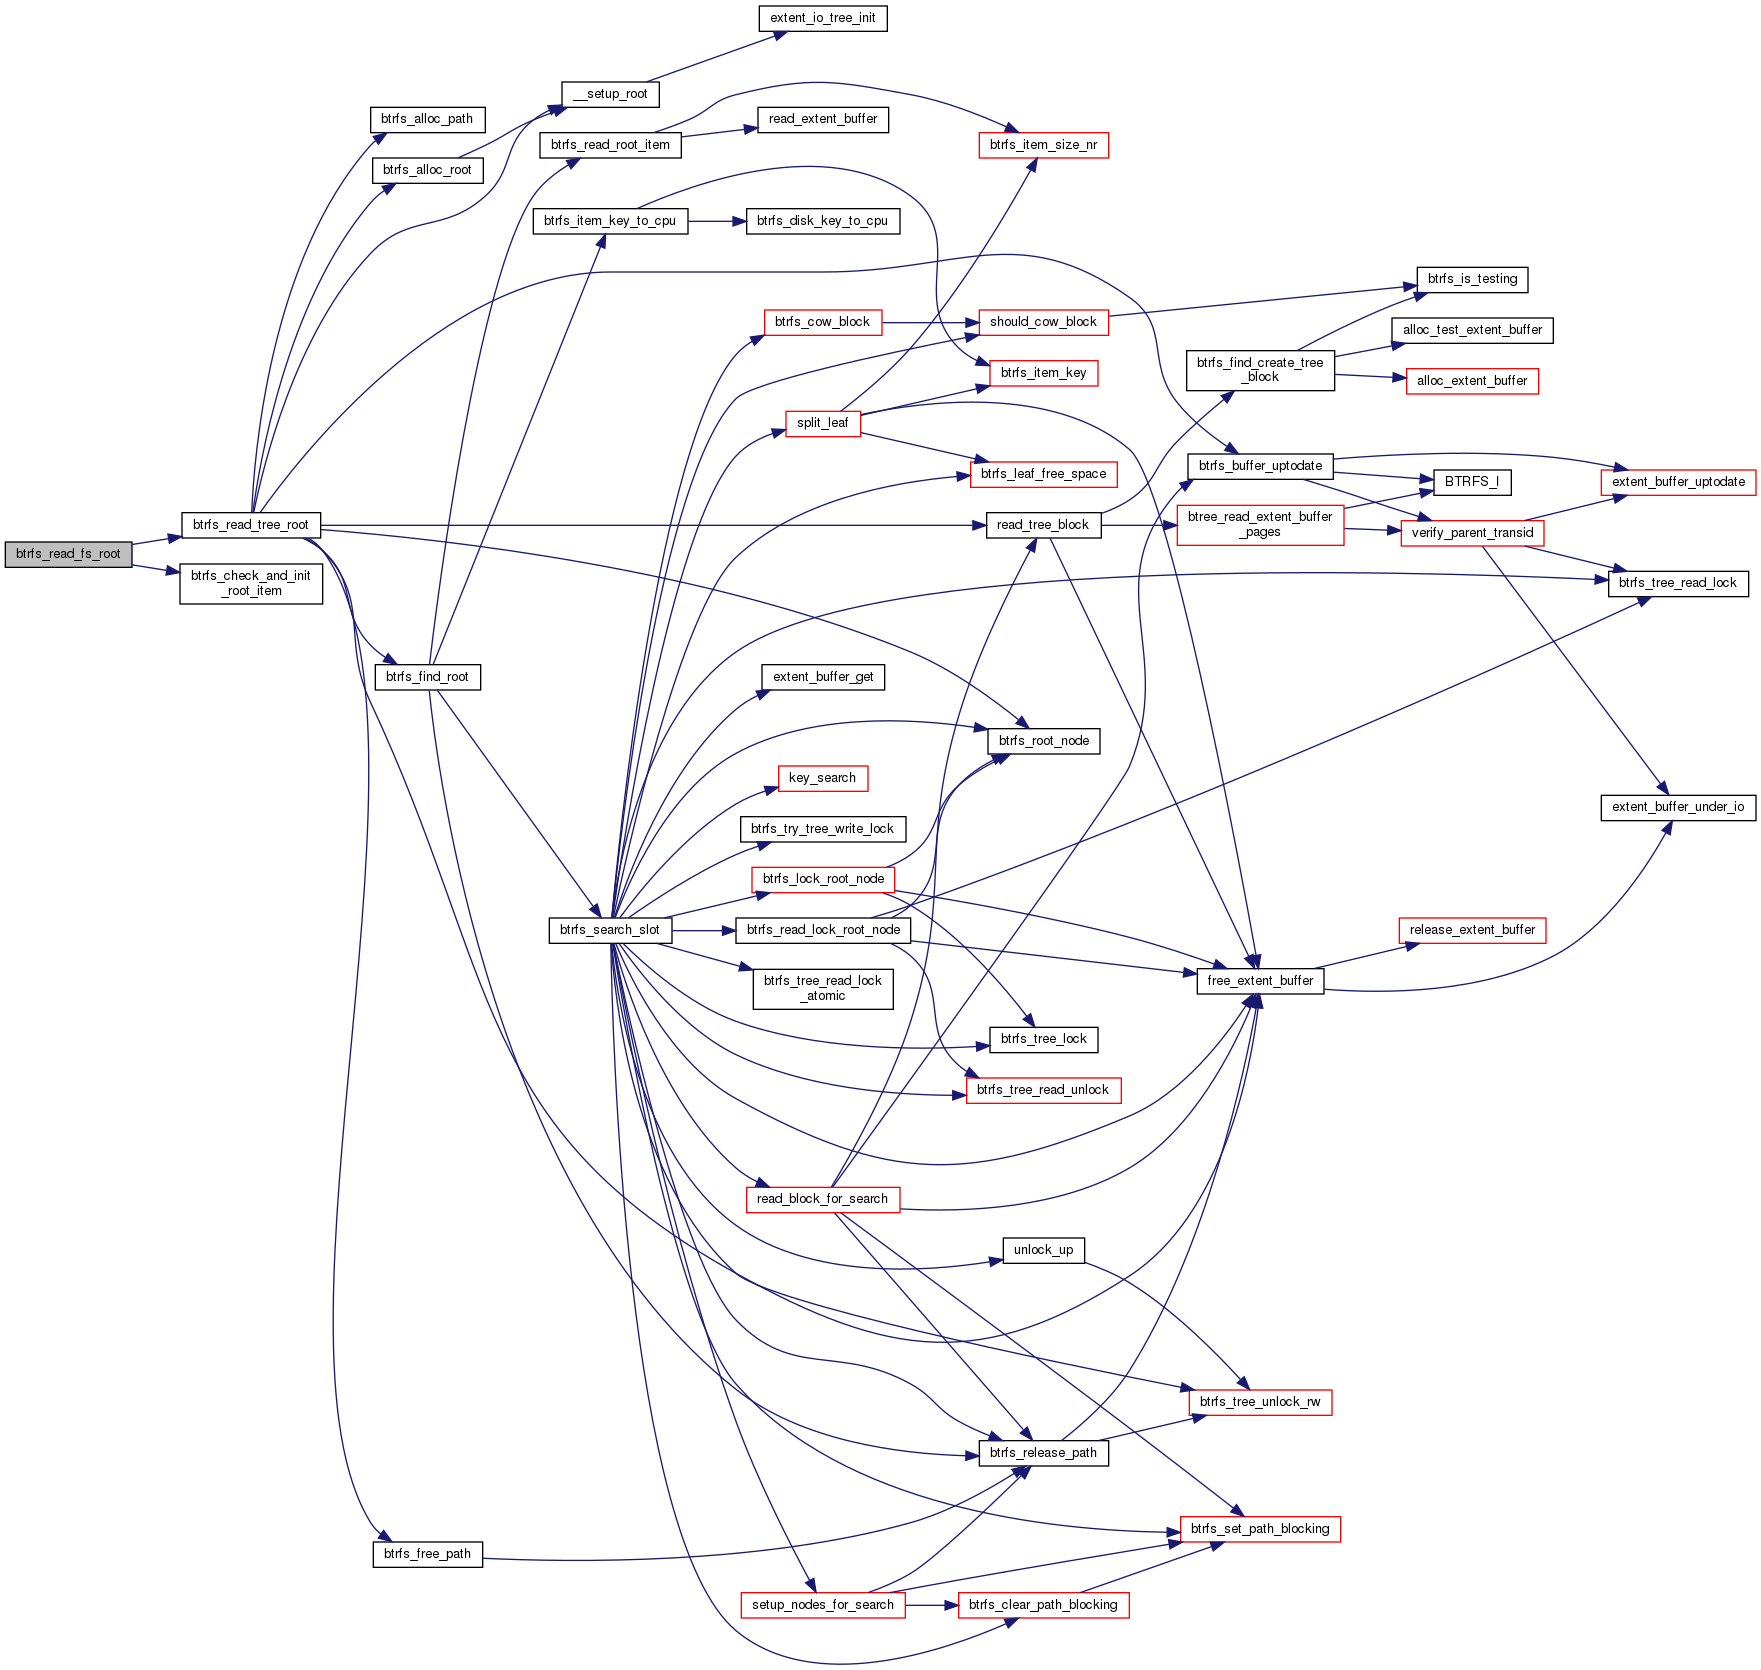 extent_io_tree_init
__setup_root
btrfs_alloc_path
btrfs_read_root_item
read_extent_buffer
btrfs_item_size_nr
btrfs_alloc_root
btrfs_item_key_to_cpu
btrfs_disk_key_to_cpu
btrfs_is_testing
btrfs_cow_block
should_cow_block
alloc_test_extent_buffer
btrfs_find_create_tree
_block
btrfs_item_key
alloc_extent_buffer
split_leaf
btrfs_leaf_free_space
btrfs_buffer_uptodate
BTRFS_I
extent_buffer_uptodate
btrfs_read_tree_root
read_tree_block
btree_read_extent_buffer
_pages
verify_parent_transid
btrfs_read_fs_root
btrfs_check_and_init
_root_item
btrfs_tree_read_lock
btrfs_find_root
extent_buffer_get
btrfs_root_node
key_search
btrfs_try_tree_write_lock
extent_buffer_under_io
btrfs_lock_root_node
btrfs_search_slot
btrfs_read_lock_root_node
release_extent_buffer
btrfs_tree_read_lock
_atomic
free_extent_buffer
btrfs_tree_lock
btrfs_tree_read_unlock
read_block_for_search
unlock_up
btrfs_tree_unlock_rw
btrfs_release_path
btrfs_set_path_blocking
btrfs_free_path
setup_nodes_for_search
btrfs_clear_path_blocking